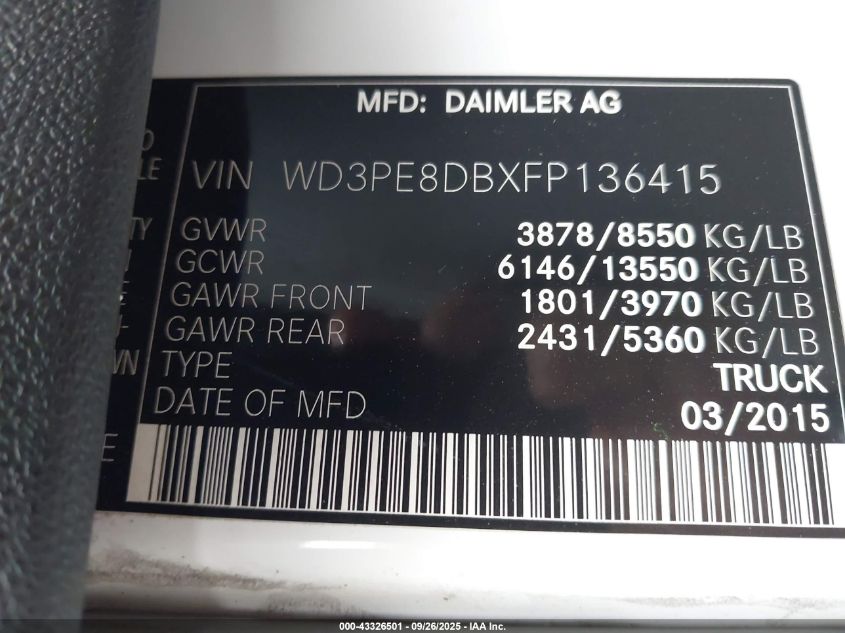 MFD: DAIMLER AG
VIN WD3PE8DBXFP136415
GVWR 3878/8550 KG/LB
GCWR 6146/13550 KG/LB
GAWR FRONT 1801/3970 KG/LB
GAWR REAR 2431/5360 KG/LB
TYPE TRUCK
DATE OF MFD 03/2015
000-43326501 - 09/26/2025 - IAA Inc.